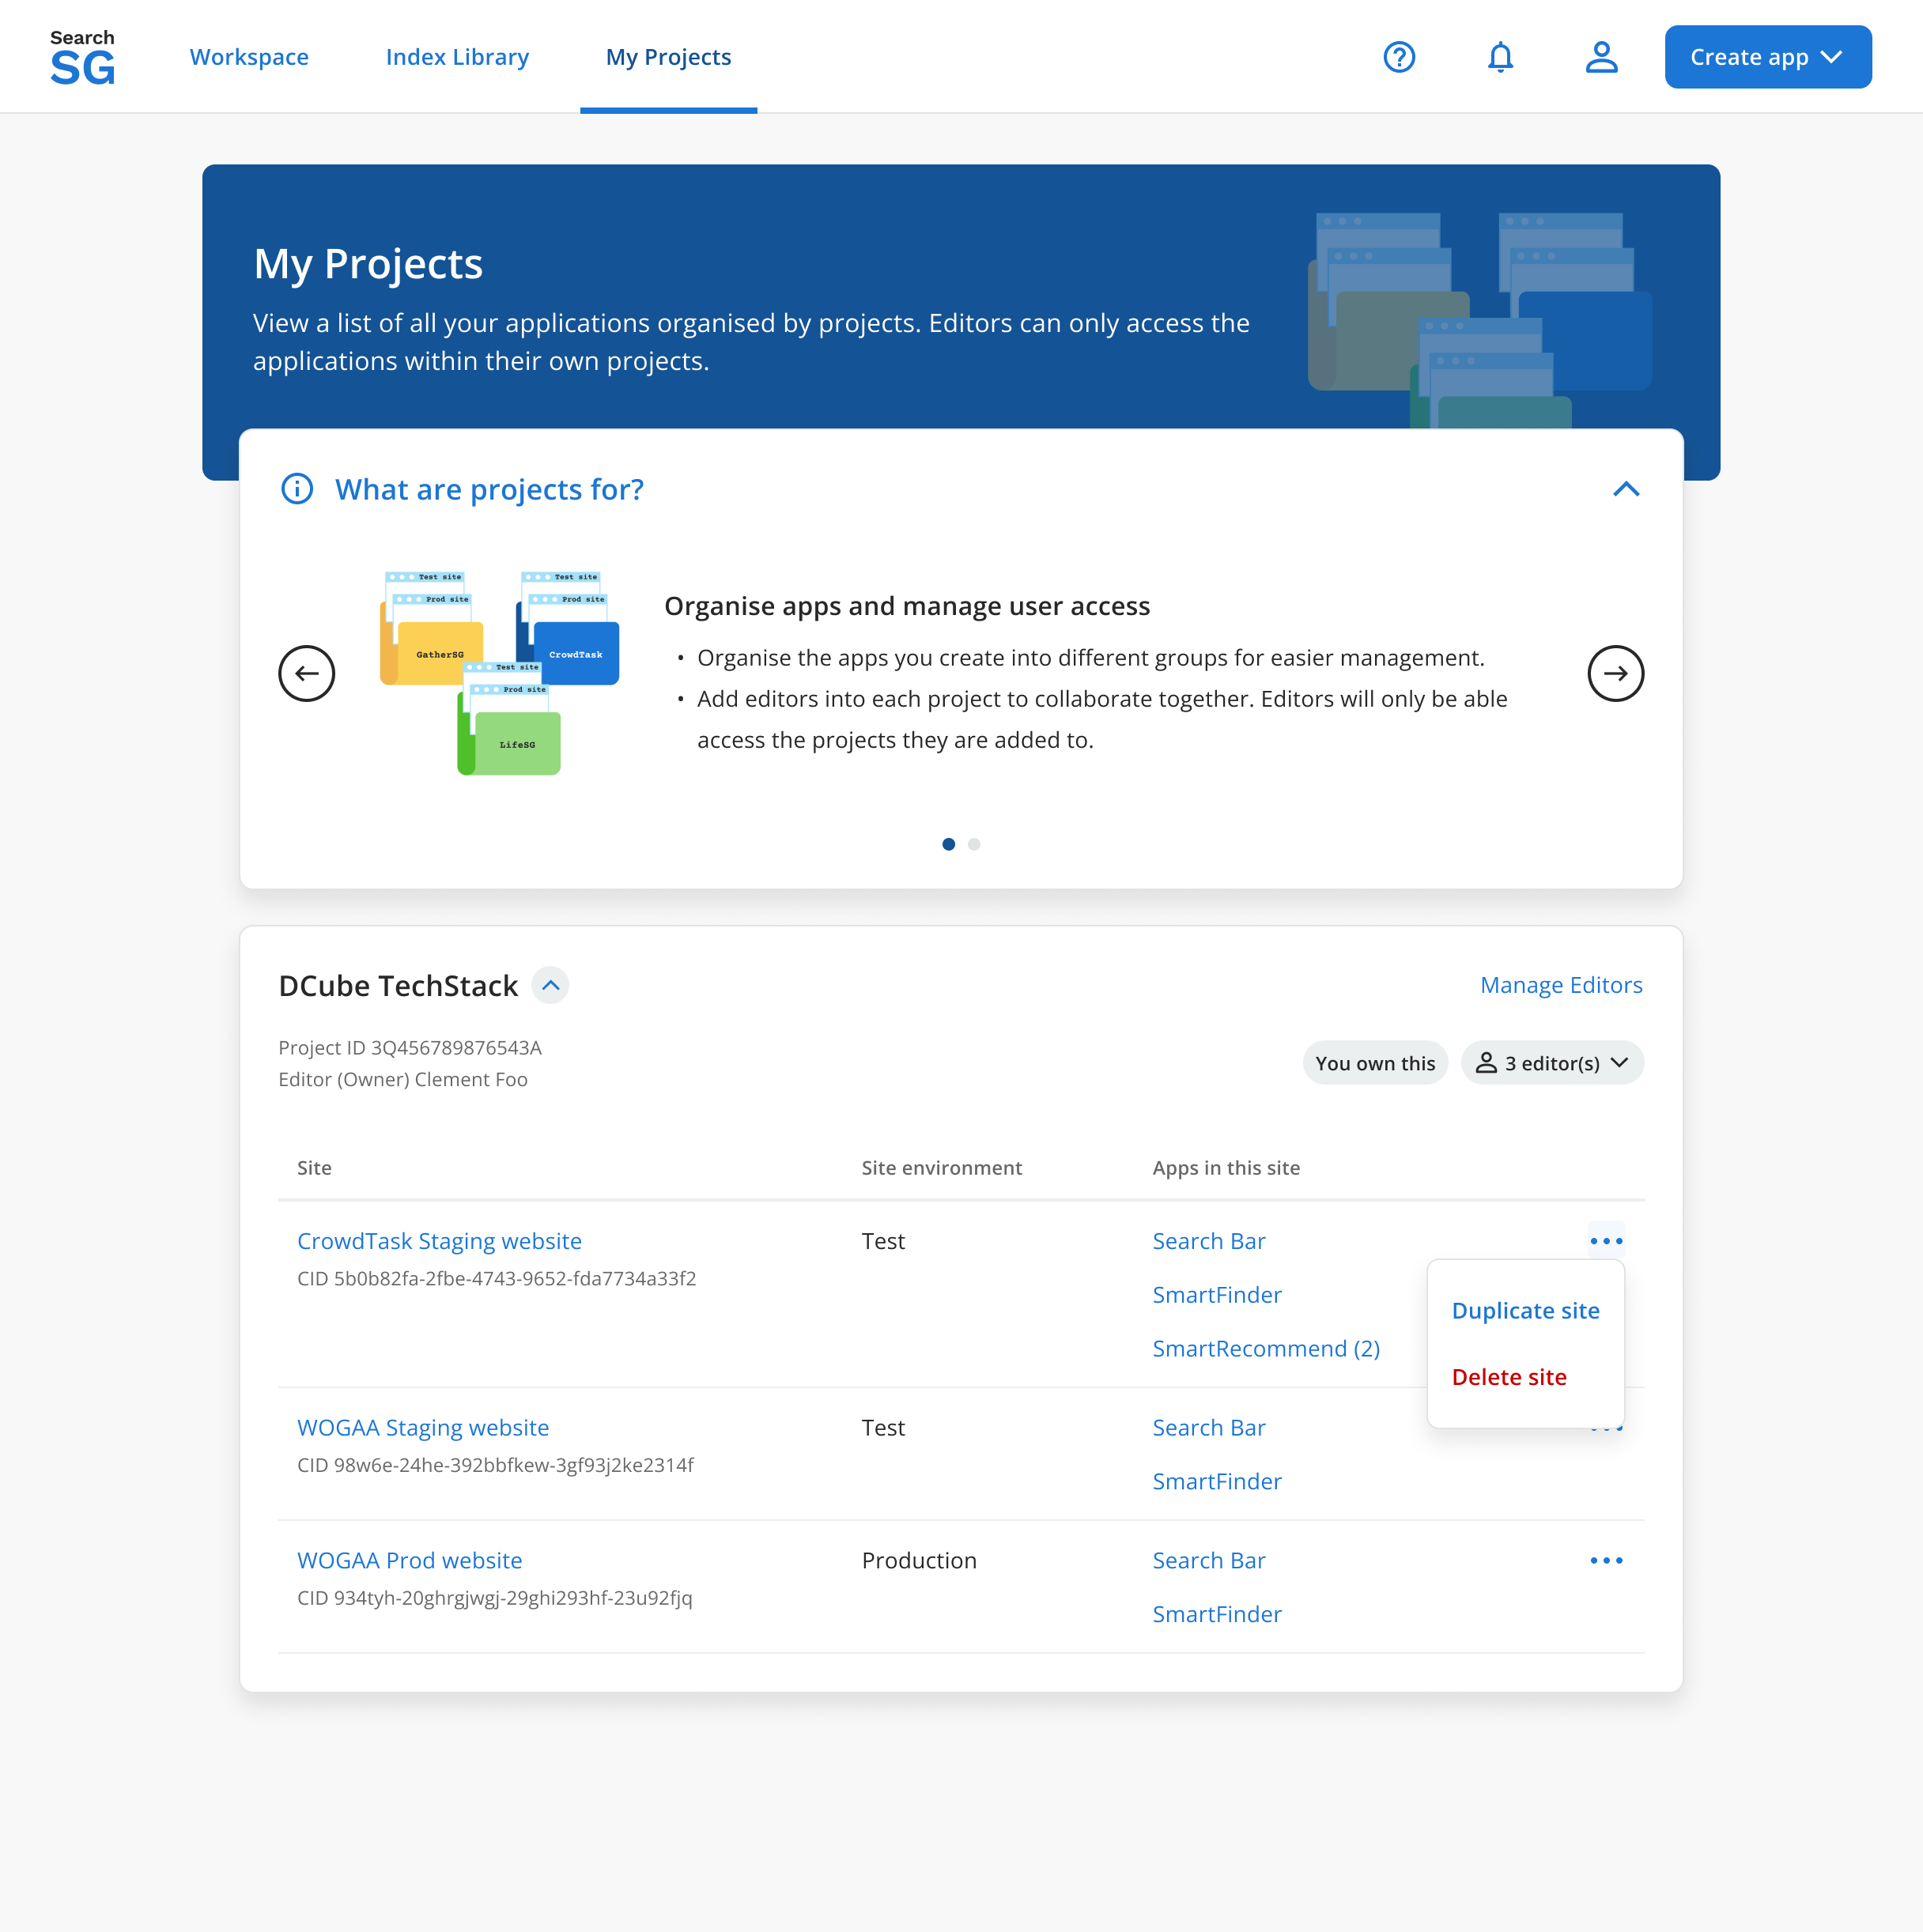 Search
SG
Workspace
Index Library
My Projects
Create app
My Projects
View a list of all your applications organised by projects. Editors can only access the
applications within their own projects.
What are projects for?
Test site
Prod site
GatherSG
Test site
Prod site
CrowdTask
Test site
Prod site
LifeSG
Organise apps and manage user access
• Organise the apps you create into different groups for easier management.
• Add editors into each project to collaborate together. Editors will only be able
access the projects they are added to.
DCube TechStack
Manage Editors
Project ID 3Q456789876543A
Editor (Owner) Clement Foo
You own this
3 editor(s)
Site
Site environment
Apps in this site
CrowdTask Staging website
CID 5b0b82fa-2fbe-4743-9652-fda7734a33f2
Test
Search Bar
SmartFinder
SmartRecommend (2)
Duplicate site
Delete site
WOGAA Staging website
CID 98w6e-24he-392bbfkew-3gf93j2ke2314f
Test
Search Bar
SmartFinder
WOGAA Prod website
CID 934tyh-20ghrgjwgj-29ghi293hf-23u92fjq
Production
Search Bar
SmartFinder